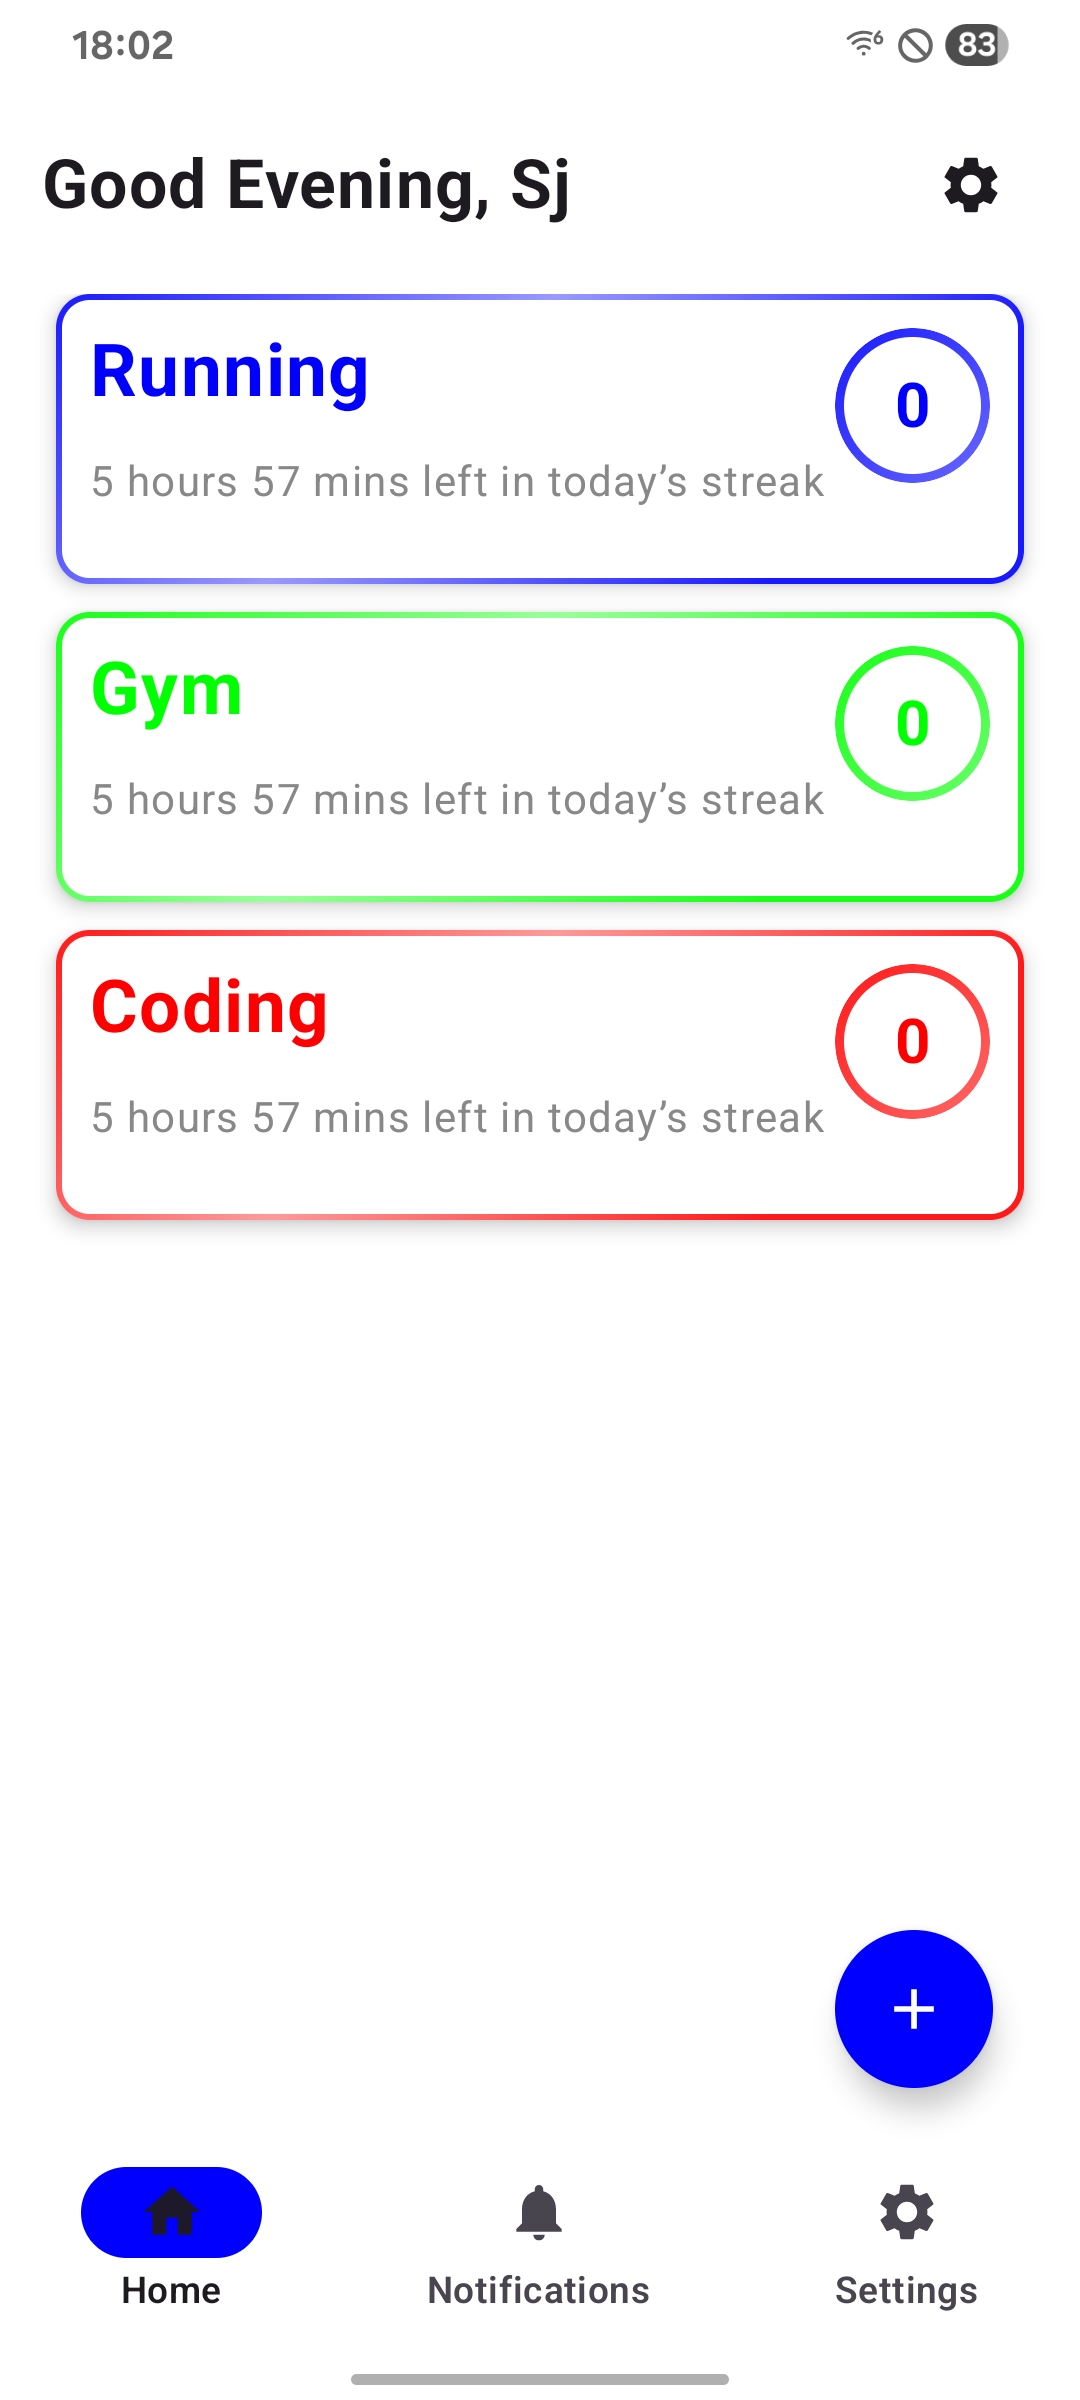 18:02
6
83
Good Evening, Sj
Running
0
5 hours 57 mins left in today’s streak
Gym
0
5 hours 57 mins left in today’s streak
Coding
0
5 hours 57 mins left in today’s streak
+
Home
Notifications
Settings